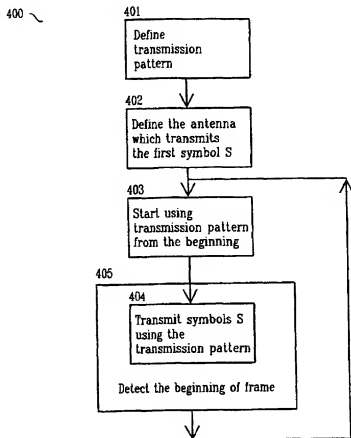 400
401
Define
transmission
pattern
402
Define the antenna
which transmits
the first symbol S
403
Start using
transmission pattern
from the beginning
405
404
Transmit symbols S
using the
transmission pattern
Detect the beginning of frame